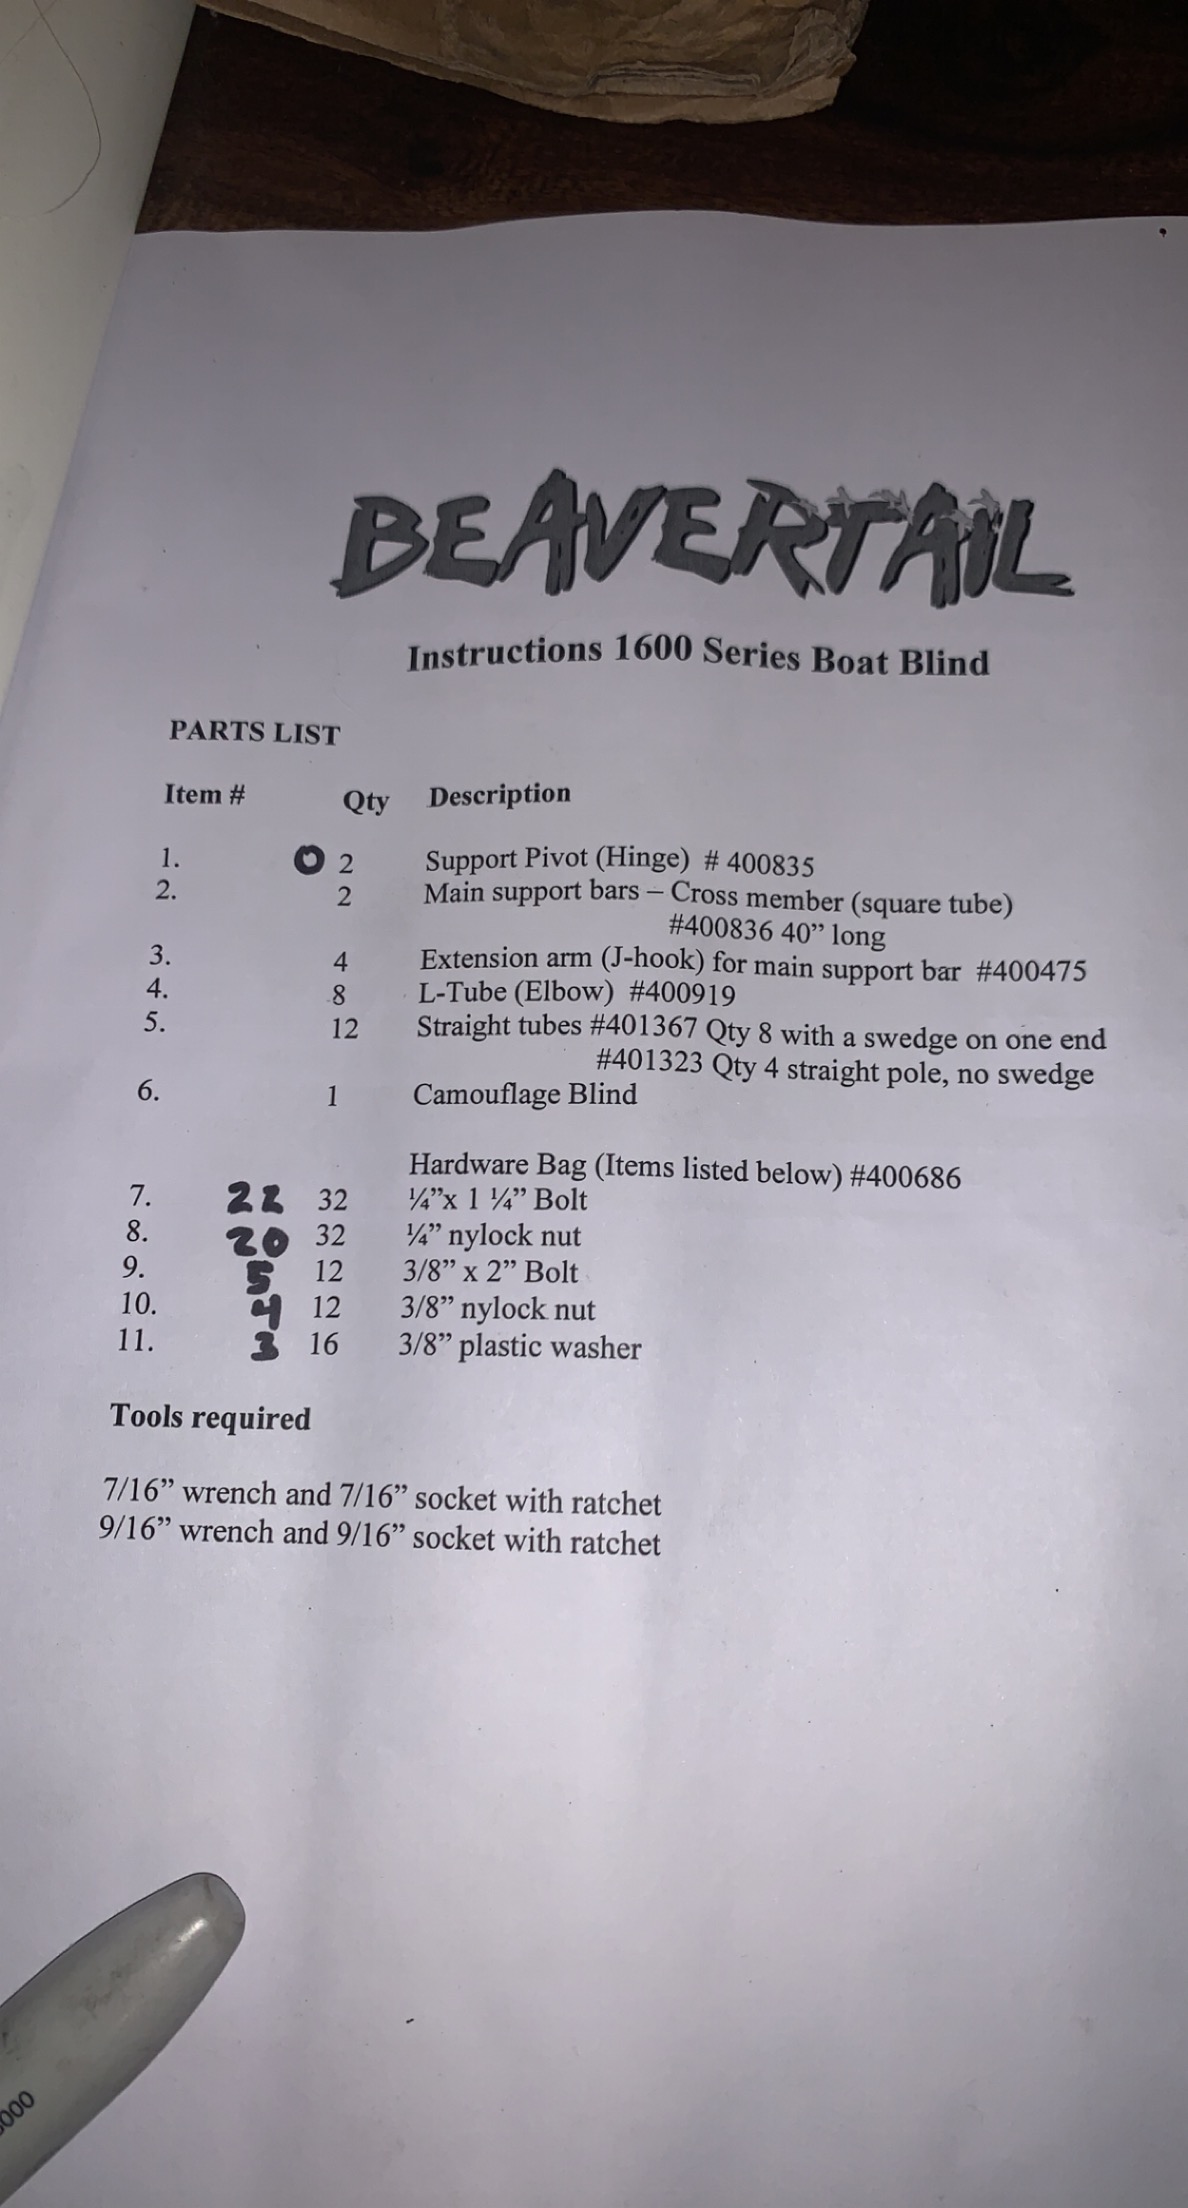 BEAVERTAIL
Instructions 1600 Series Boat Blind
PARTS LIST
Item # Qty Description
1. 0 2 Support Pivot (Hinge) # 400835
2. 2 Main support bars – Cross member (square tube)
#400836 40” long
3. 4 Extension arm (J-hook) for main support bar #400475
4. 8 L-Tube (Elbow) #400919
5. 12 Straight tubes #401367 Qty 8 with a swedge on one end
#401323 Qty 4 straight pole, no swedge
6. 1 Camouflage Blind
Hardware Bag (Items listed below) #400686
7. 22 32 ¼”x 1 ¼” Bolt
8. 20 32 ¼” nylock nut
9. 5 12 3/8” x 2” Bolt
10. 4 12 3/8” nylock nut
11. 3 16 3/8” plastic washer
Tools required
7/16” wrench and 7/16” socket with ratchet
9/16” wrench and 9/16” socket with ratchet